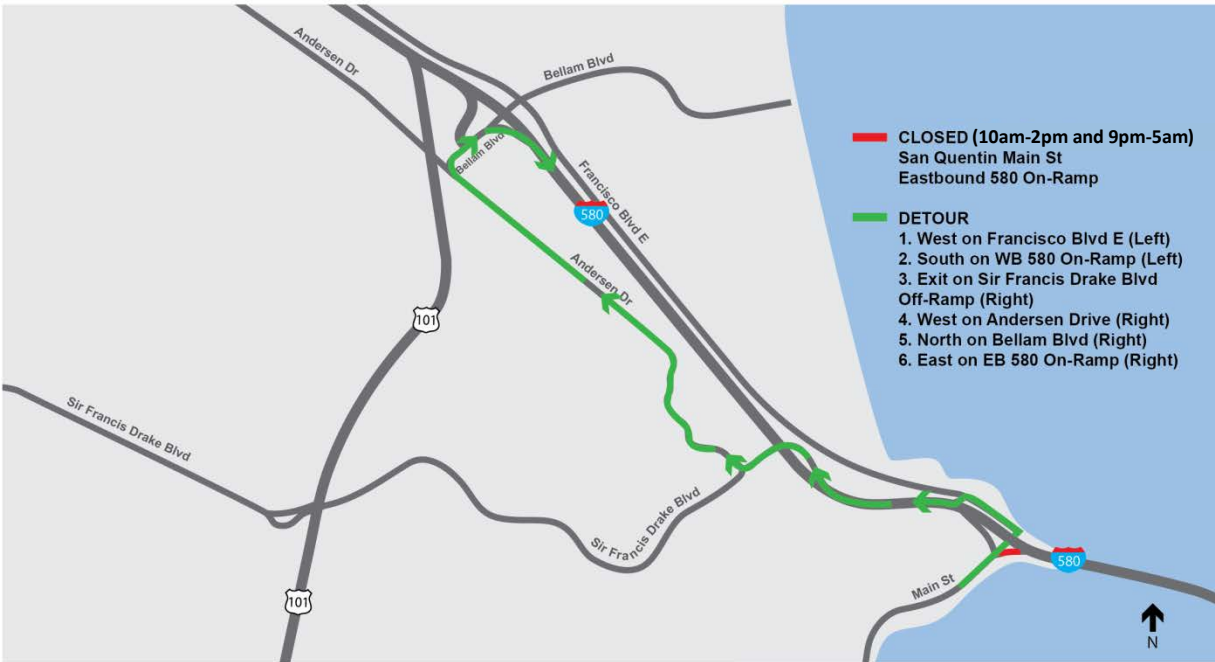 Andersen Dr
Bellam Blvd
Bellam Blvd
Francisco Blvd E
580
Andersen Dr
101
Sir Francis Drake Blvd
Sir Francis Drake Blvd
101
Main St
580
CLOSED (10am-2pm and 9pm-5am)
San Quentin Main St
Eastbound 580 On-Ramp
DETOUR
1. West on Francisco Blvd E (Left)
2. South on WB 580 On-Ramp (Left)
3. Exit on Sir Francis Drake Blvd
Off-Ramp (Right)
4. West on Andersen Drive (Right)
5. North on Bellam Blvd (Right)
6. East on EB 580 On-Ramp (Right)
N